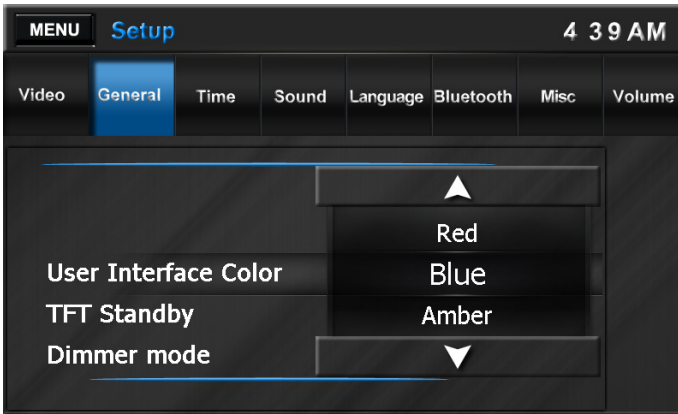 MENU Setup 4 39 AM
Video General Time Sound Language Bluetooth Misc Volume
Red
User Interface Color Blue
TFT Standby Amber
Dimmer mode